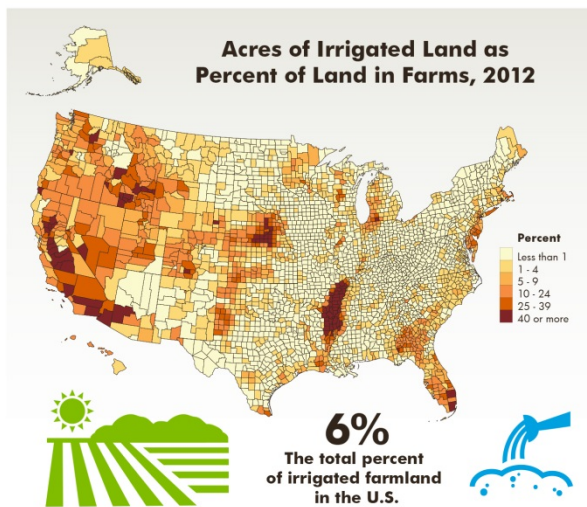 Acres of Irrigated Land as
Percent of Land in Farms, 2012
Percent
Less than 1
1 - 4
5 - 9
10 - 24
25 - 39
40 or more
6%
The total percent
of irrigated farmland
in the U.S.